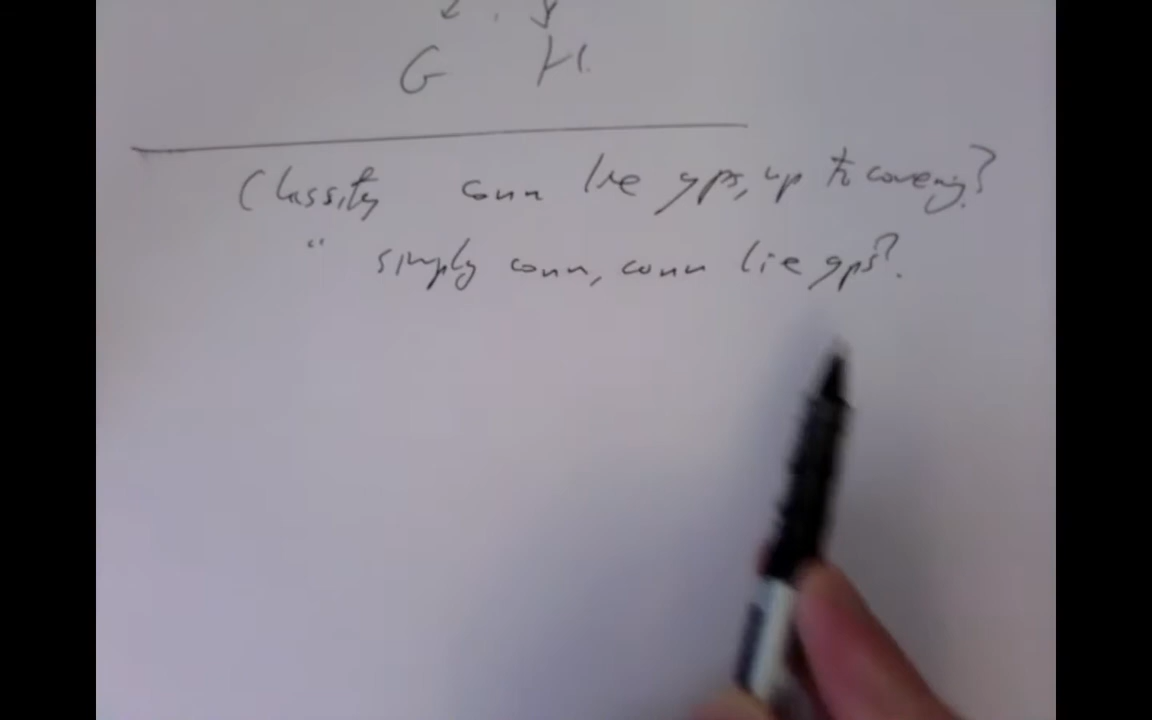 G H
Classify conn lie gps, up to covering?
" simply conn, conn lie gps?